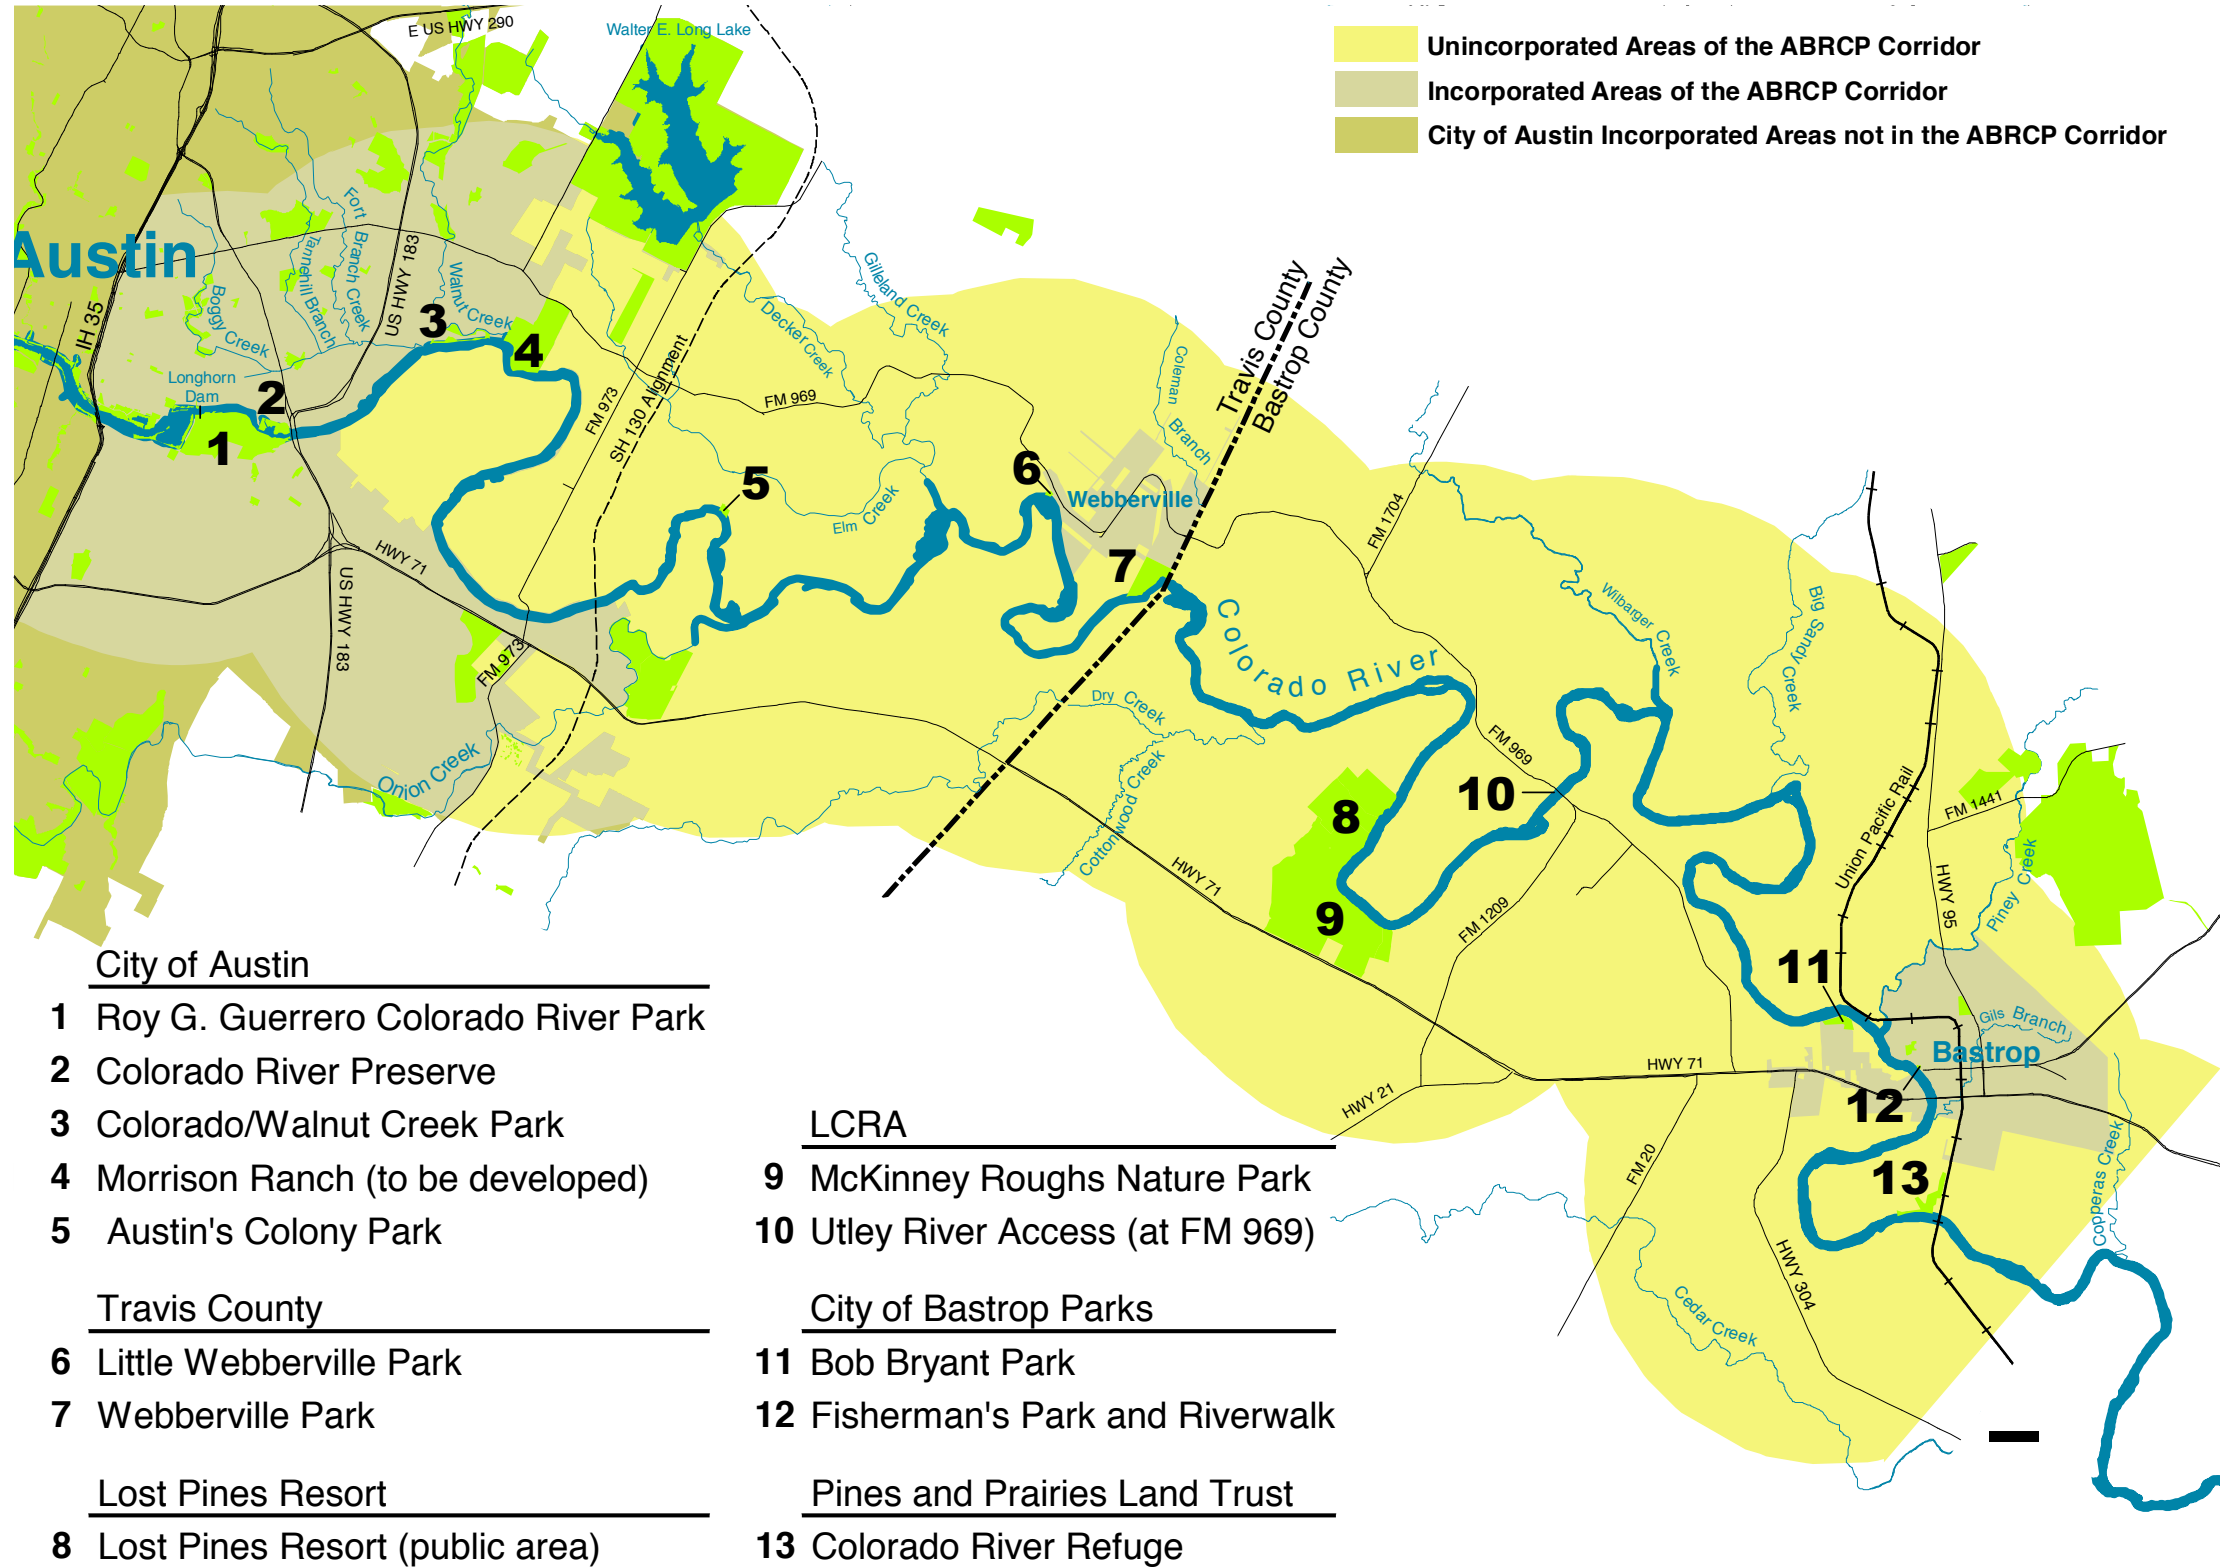 E US HWY 290
Walter E. Long Lake
Unincorporated Areas of the ABRCP Corridor
Incorporated Areas of the ABRCP Corridor
City of Austin Incorporated Areas not in the ABRCP Corridor
Austin
IH 35
Boggy
Creek
Tannehill Branch
Fort Branch Creek
US HWY 183
Walnut Creek
3
4
Longhorn
Dam
2
1
FM 973
SH 130 Alignment
Decker Creek
Gilleland Creek
FM 969
5
Elm Creek
6
Webberville
Coleman
Branch
Travis County
Bastrop County
7
HWY 71
US HWY 183
FM 973
Onion Creek
Colorado River
Dry Creek
Cottonwood Creek
FM 1704
Wilbarger Creek
Big Sandy Creek
FM 969
8
10
9
HWY 71
FM 1209
Union Pacific Rail
FM 1441
HWY 95
Piney Creek
11
Gils Branch
Bastrop
12
HWY 71
HWY 21
FM 20
13
HWY 304
Cedar Creek
Copperas Creek
City of Austin
1 Roy G. Guerrero Colorado River Park
2 Colorado River Preserve
3 Colorado/Walnut Creek Park
4 Morrison Ranch (to be developed)
5 Austin's Colony Park
Travis County
6 Little Webberville Park
7 Webberville Park
Lost Pines Resort
8 Lost Pines Resort (public area)
LCRA
9 McKinney Roughs Nature Park
10 Utley River Access (at FM 969)
City of Bastrop Parks
11 Bob Bryant Park
12 Fisherman's Park and Riverwalk
Pines and Prairies Land Trust
13 Colorado River Refuge